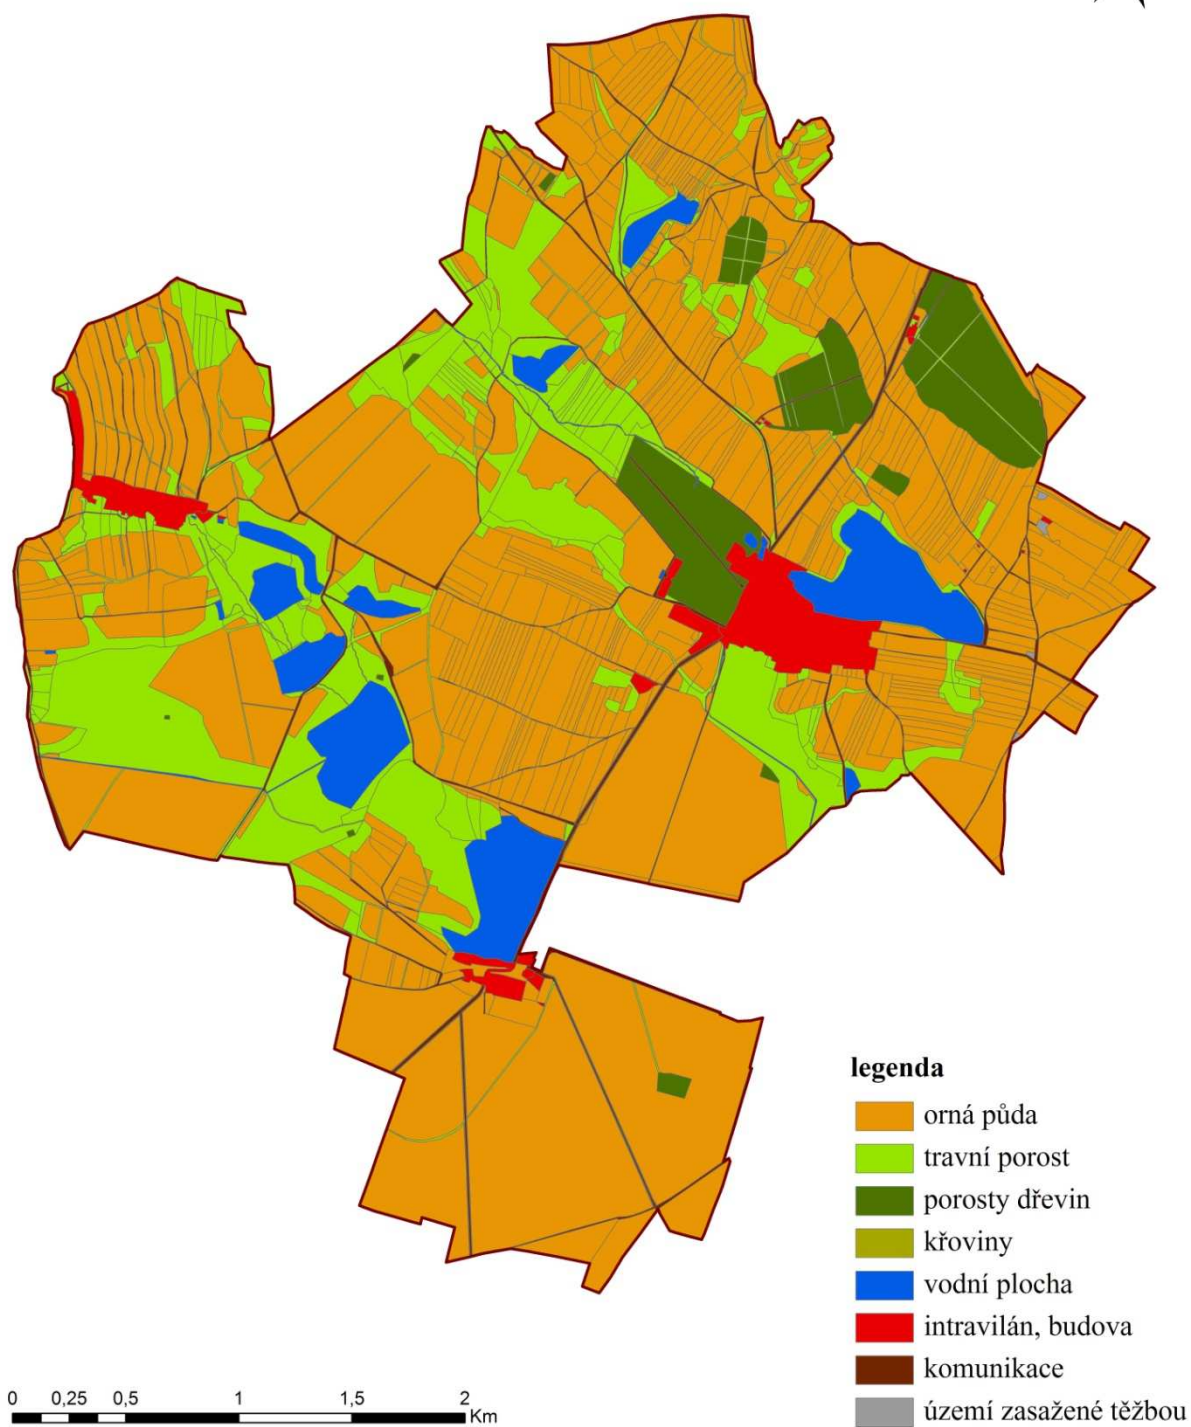 legenda
orná půda
travní porost
porosty dřevin
křoviny
vodní plocha
intravilán, budova
komunikace
území zasažené těžbou
0 0,25 0,5 1 1,5 2
Km